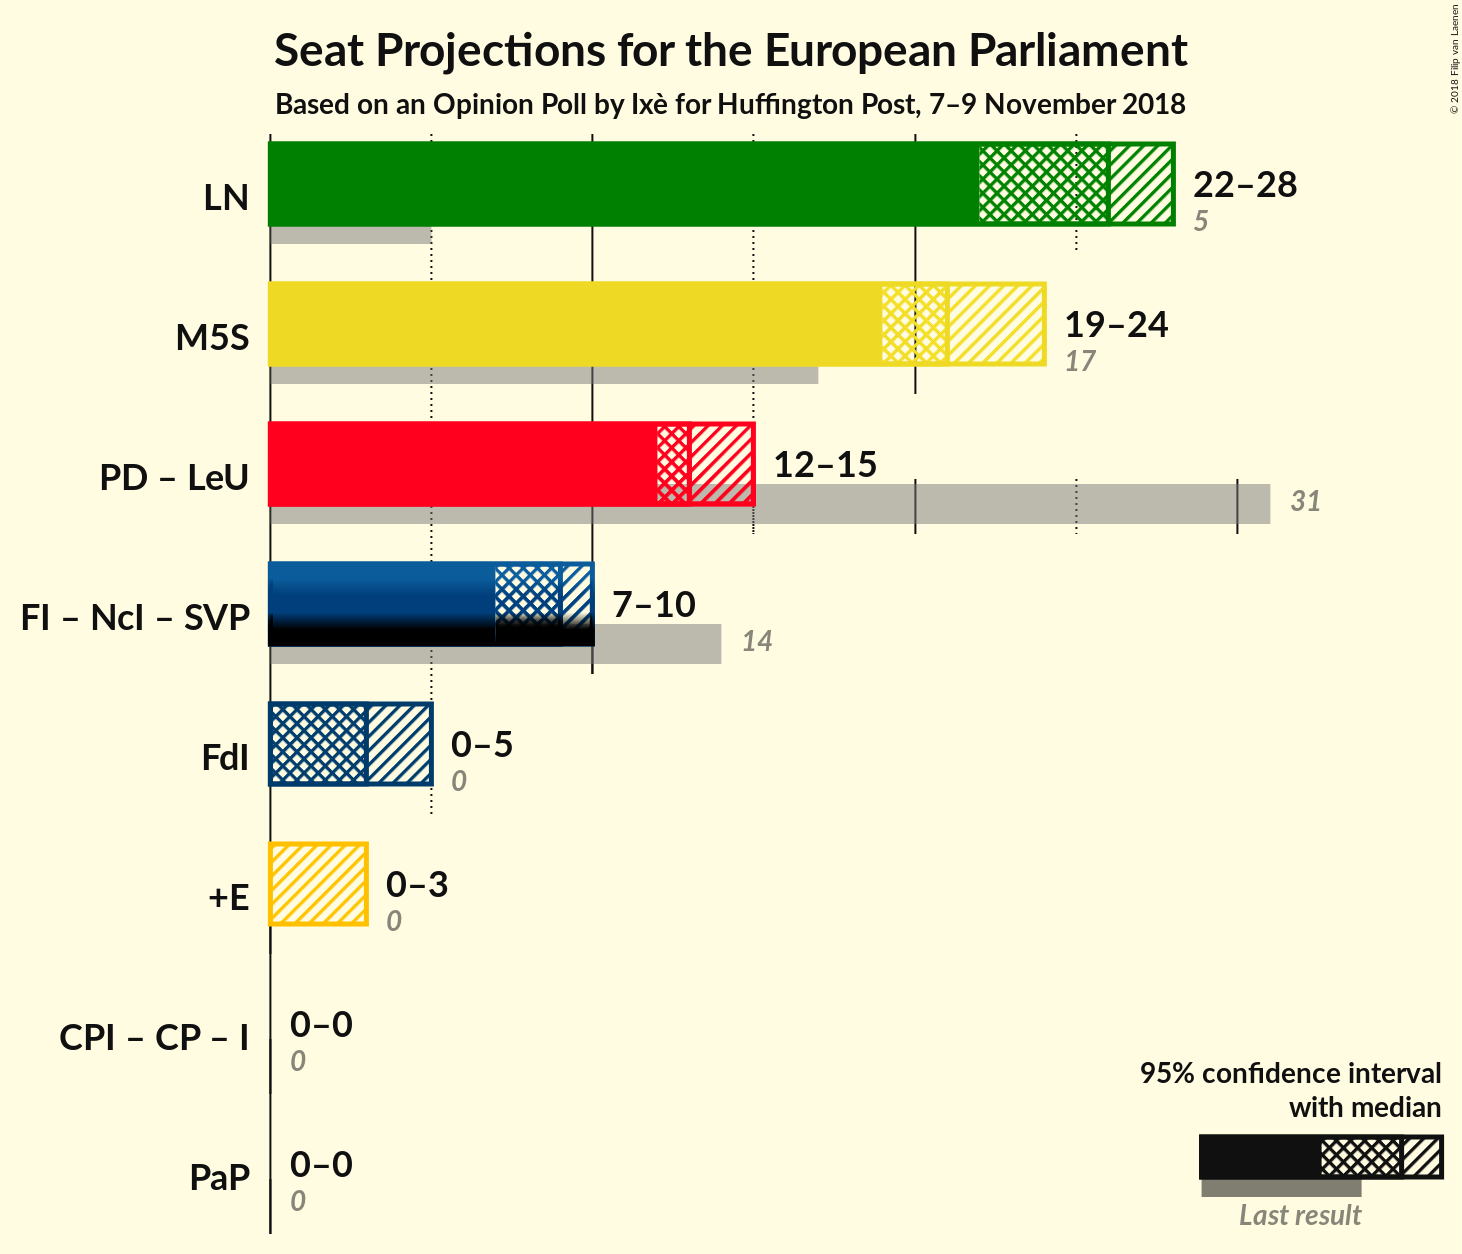 Seat Projections for the European Parliament
Based on an Opinion Poll by Ixè for Huffington Post, 7–9 November 2018
© 2018 Filip van Laenen
LN
22–28
5
M5S
19–24
17
PD – LeU
12–15
31
FI – NcI – SVP
7–10
14
FdI
0–5
0
+E
0–3
0
CPI – CP – I
0–0
0
PaP
0–0
0
95% confidence interval
with median
Last result